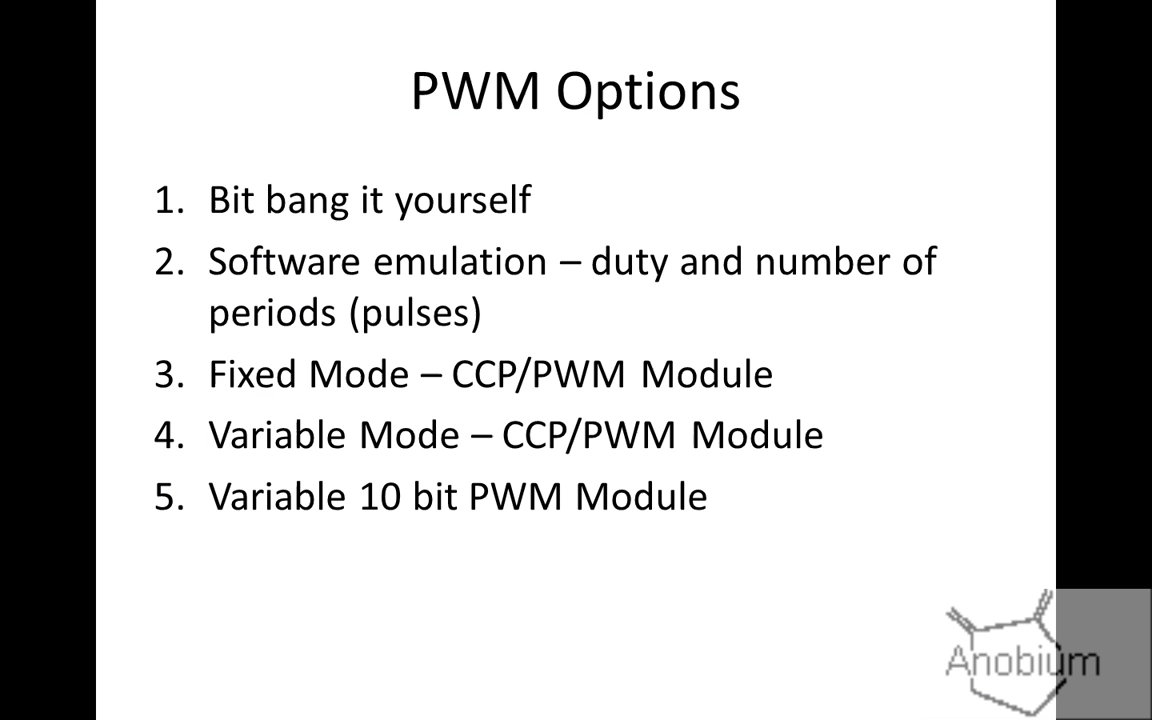 PWM Options
1. Bit bang it yourself
2. Software emulation – duty and number of
periods (pulses)
3. Fixed Mode – CCP/PWM Module
4. Variable Mode – CCP/PWM Module
5. Variable 10 bit PWM Module
Anobium